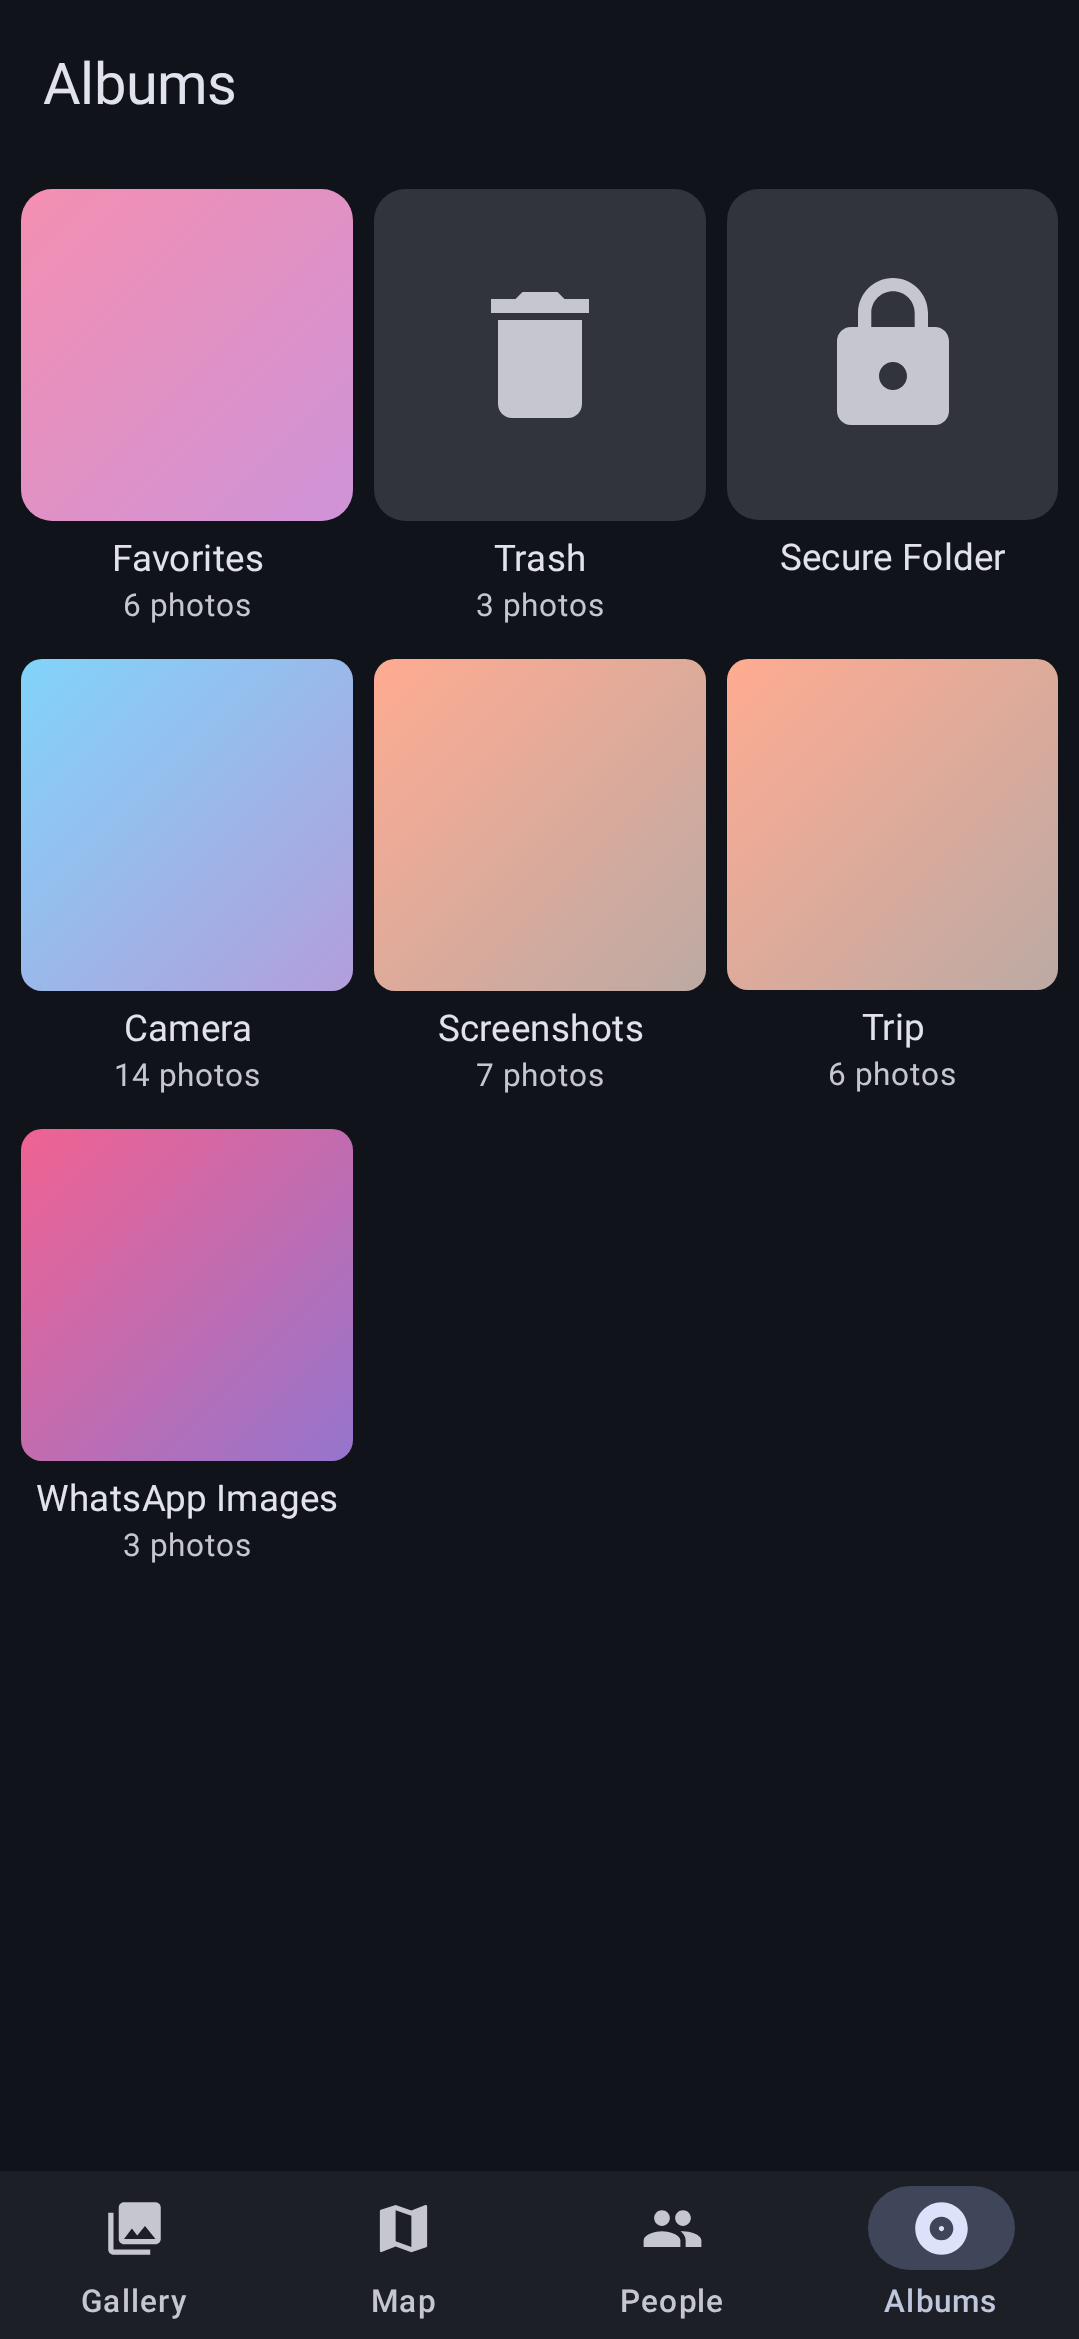 Albums
Favorites
6 photos
Trash
3 photos
Secure Folder
Camera
14 photos
Screenshots
7 photos
Trip
6 photos
WhatsApp Images
3 photos
Gallery
Map
People
Albums